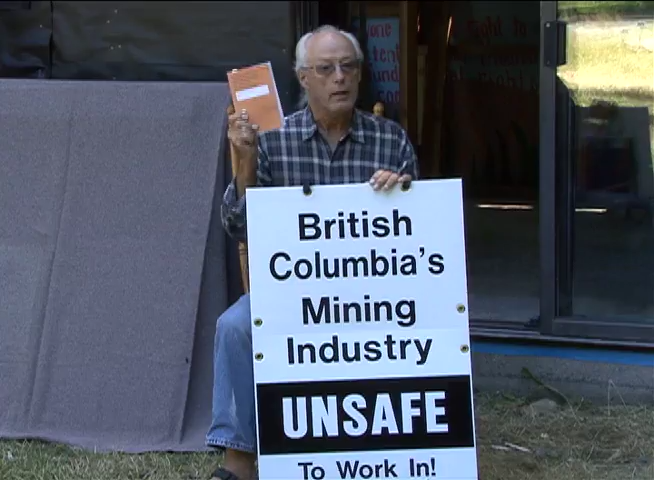 British
Columbia's
Mining
Industry
UNSAFE
To Work In!